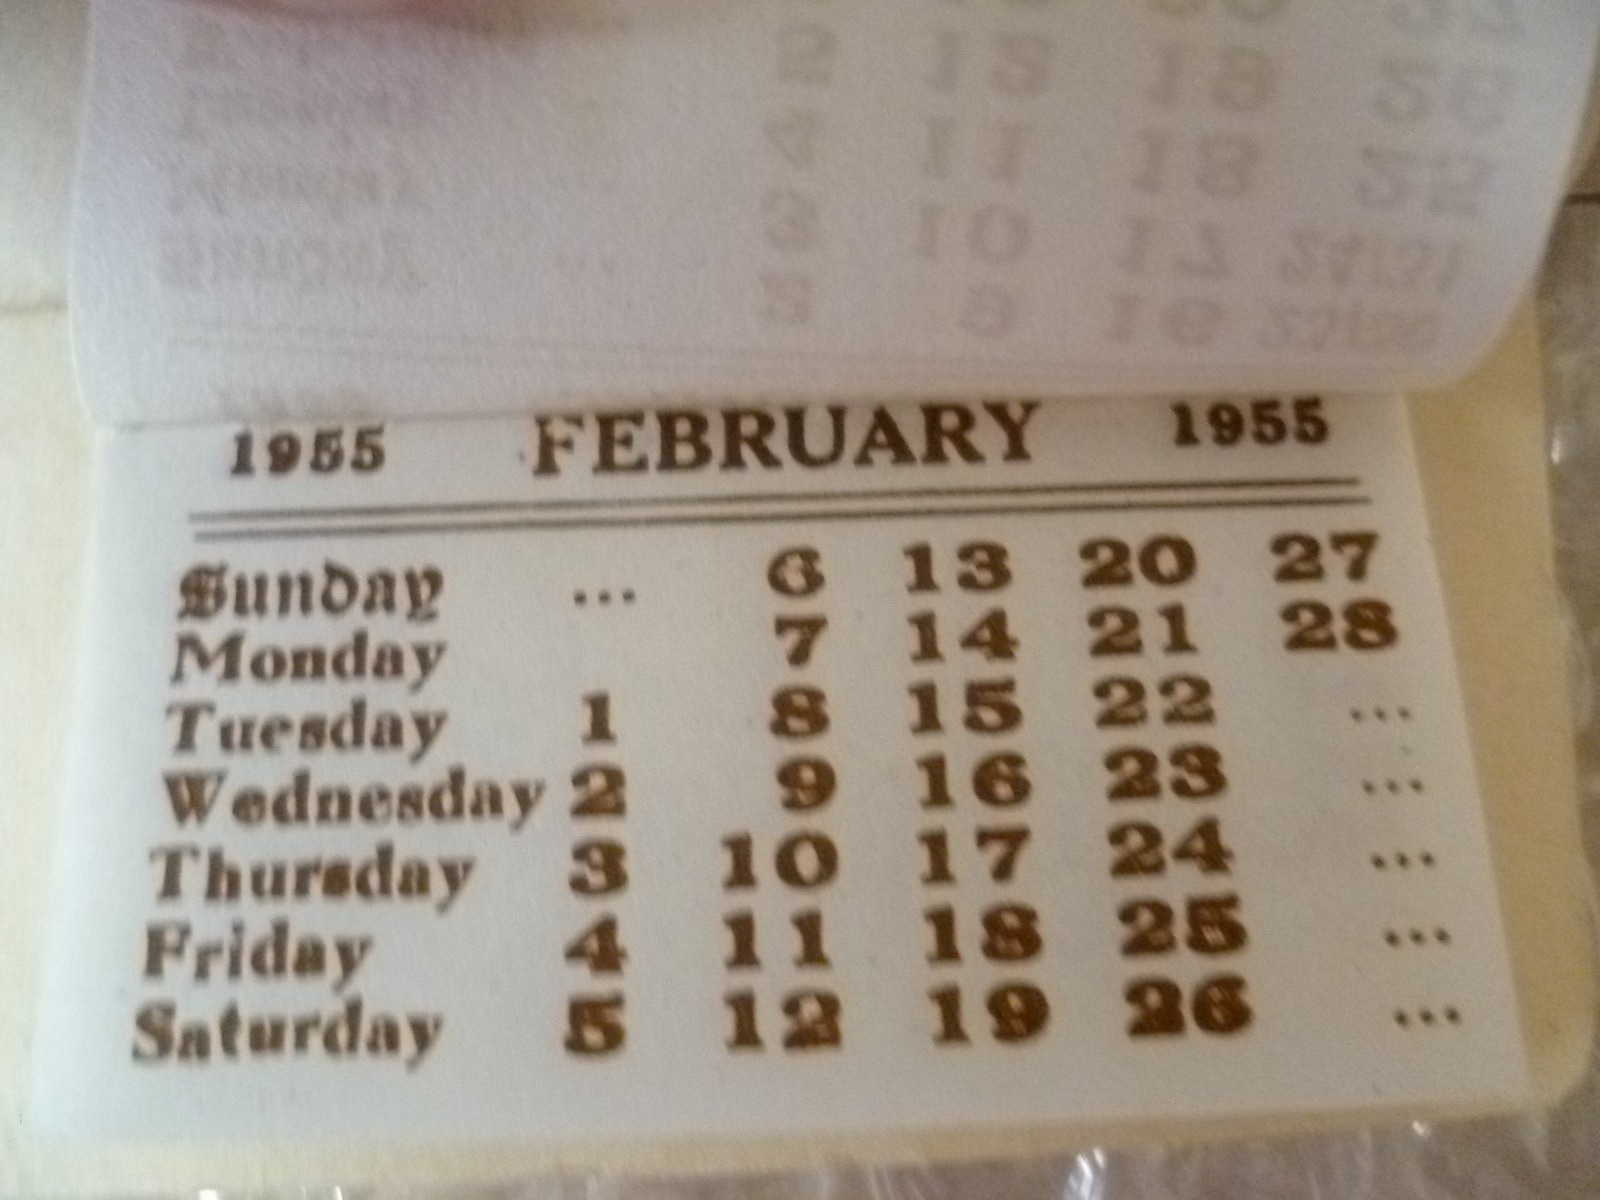 1955 FEBRUARY 1955
Sunday ... 6 13 20 27
Monday 7 14 21 28
Tuesday 1 8 15 22 ...
Wednesday 2 9 16 23 ...
Thursday 3 10 17 24 ...
Friday 4 11 18 25 ...
Saturday 5 12 19 26 ...